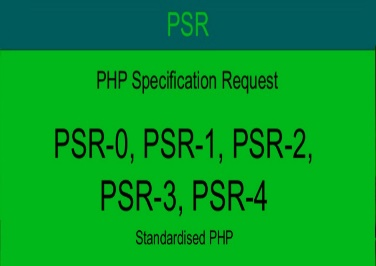 PSR
PHP Specification Request
PSR-0, PSR-1, PSR-2,
PSR-3, PSR-4
Standardised PHP